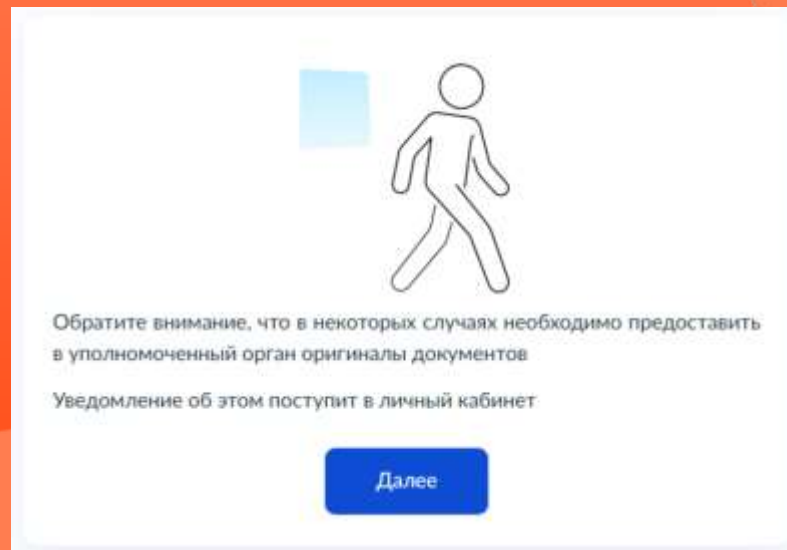 Обратите внимание, что в некоторых случаях необходимо предоставить
в уполномоченный орган оригиналы документов
Уведомление об этом поступит в личный кабинет
Далее